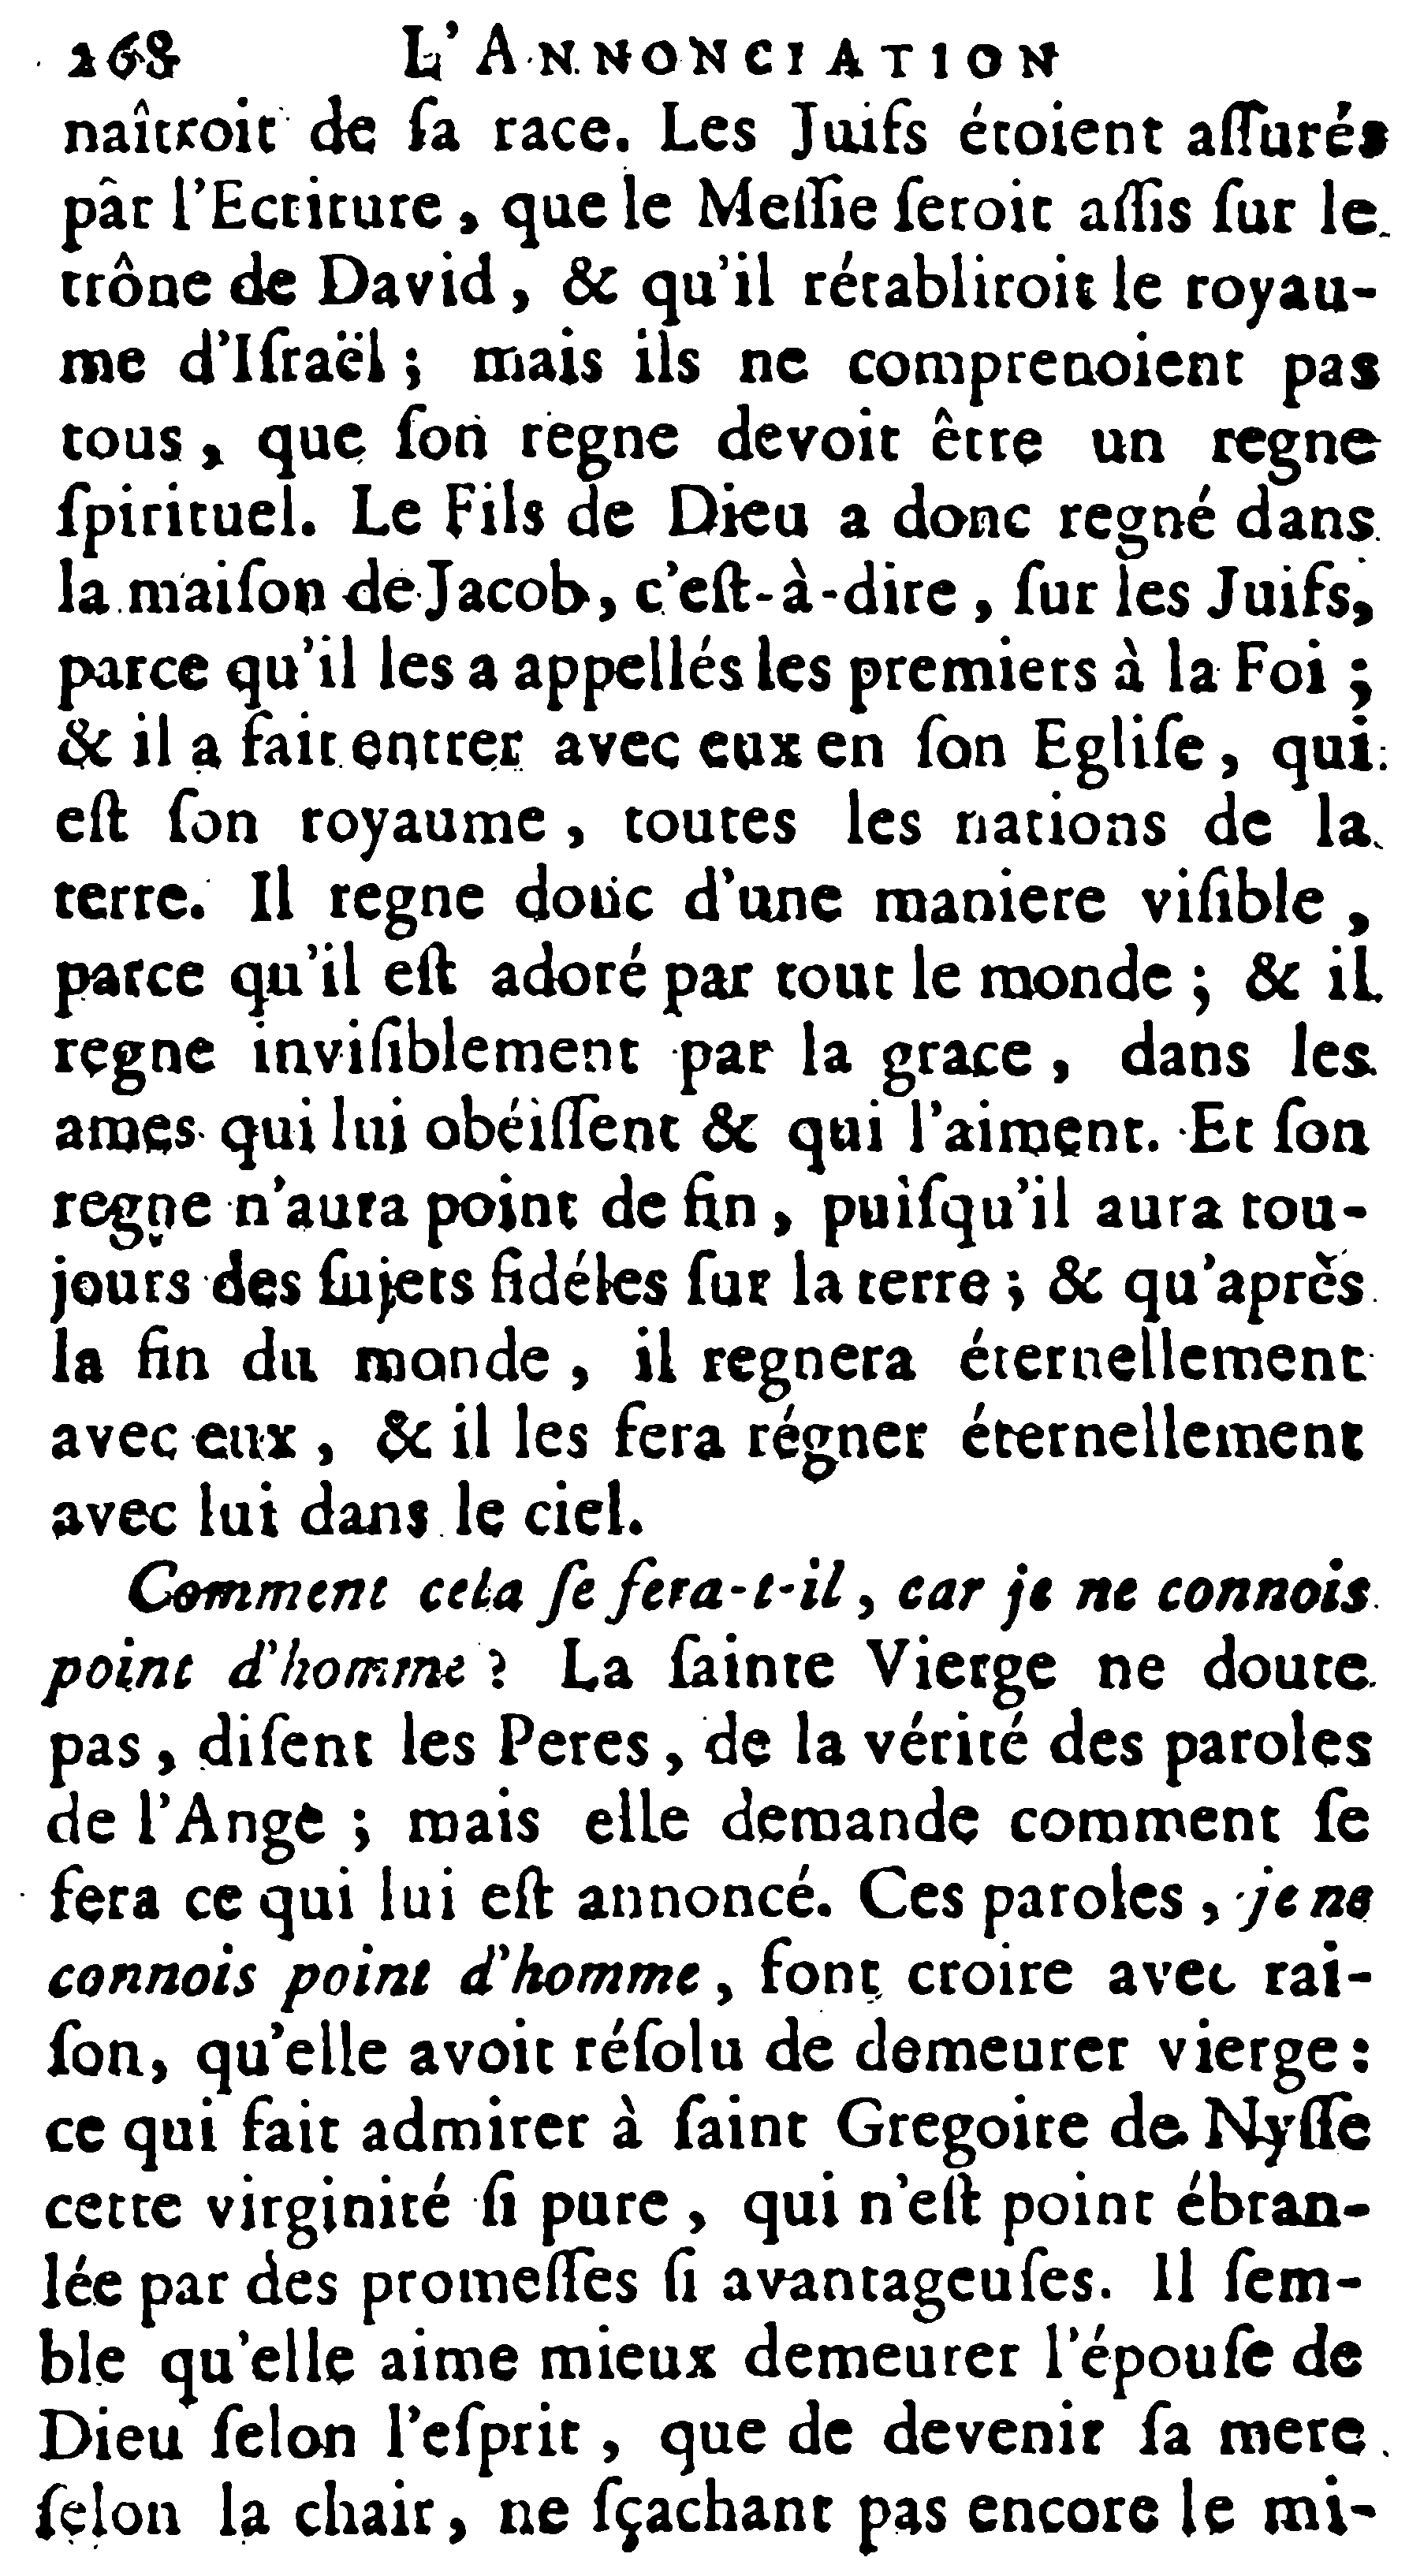 268 L'ANNONCIATION
naîtroit de ſa race. Les Juifs étoient aſſurés
par l'Ecriture, que le Meſſie ſeroit aſſis ſur le
trône de David, & qu'il rétabliroit le royau-
me d'Iſraël; mais ils ne comprenoient pas
tous, que ſon regne devoit être un regne
ſpirituel. Le Fils de Dieu a donc regné dans
la maiſon de Jacob, c'eſt-à-dire, ſur les Juifs,
parce qu'il les a appellés les premiers à la Foi;
& il a fait entrer avec eux en ſon Egliſe, qui
eſt ſon royaume, toutes les nations de la
terre. Il regne donc d'une maniere viſible,
parce qu'il eſt adoré par tout le monde; & il
regne inviſiblement par la grace, dans les
ames qui lui obéiſſent & qui l'aiment. Et ſon
regne n'aura point de fin, puiſqu'il aura tou-
jours des ſujets fidéles ſur la terre; & qu'après
la fin du monde, il regnera éternellement
avec eux, & il les fera régner éternellement
avec lui dans le ciel.
Comment cela ſe fera-t-il, car je ne connois
point d'homme? La ſainte Vierge ne doute
pas, diſent les Peres, de la vérité des paroles
de l'Ange; mais elle demande comment ſe
fera ce qui lui eſt annoncé. Ces paroles, je ne
connois point d'homme, font croire avec rai-
ſon, qu'elle avoit réſolu de demeurer vierge:
ce qui fait admirer à ſaint Gregoire de Nyſſe
cette virginité ſi pure, qui n'eſt point ébran-
lée par des promeſſes ſi avantageuſes. Il ſem-
ble qu'elle aime mieux demeurer l'épouſe de
Dieu ſelon l'eſprit, que de devenir ſa mere
ſelon la chair, ne ſçachant pas encore le mi-